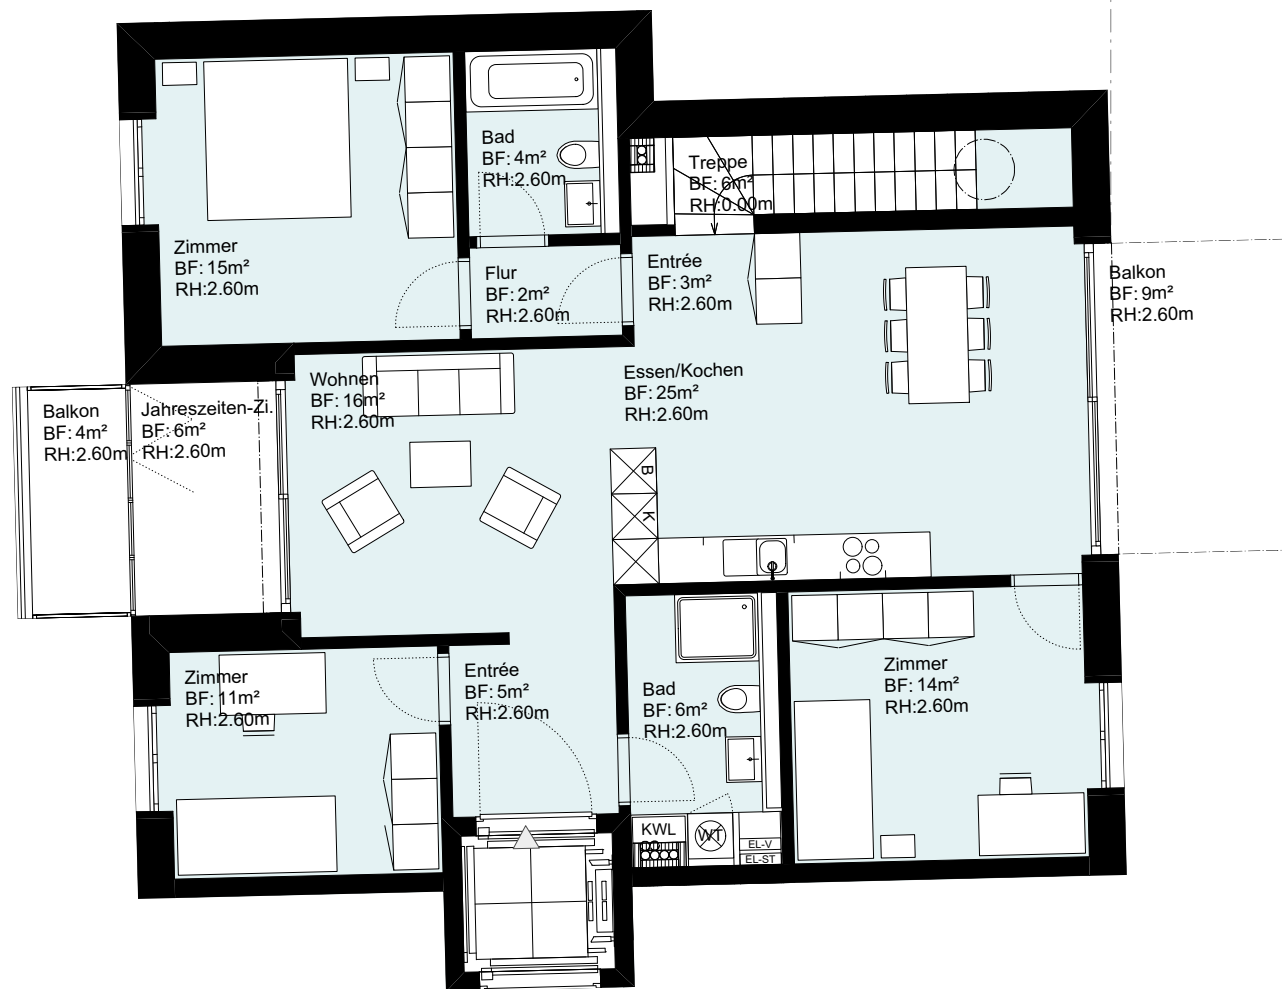 Bad
BF: 4m²
RH:2.60m
Treppe
BF: 6m²
RH:0.00m
Zimmer
BF: 15m²
RH:2.60m
Flur
BF: 2m²
RH:2.60m
Entrée
BF: 3m²
RH:2.60m
Balkon
BF: 9m²
RH:2.60m
Wohnen
BF: 16m²
RH:2.60m
Essen/Kochen
BF: 25m²
RH:2.60m
Balkon
BF: 4m²
RH:2.60m
Jahreszeiten-Zi.
BF: 6m²
RH:2.60m
B
K
Zimmer
BF: 11m²
RH:2.60m
Entrée
BF: 5m²
RH:2.60m
Bad
BF: 6m²
RH:2.60m
Zimmer
BF: 14m²
RH:2.60m
KWL
WT
EL-V
EL-ST